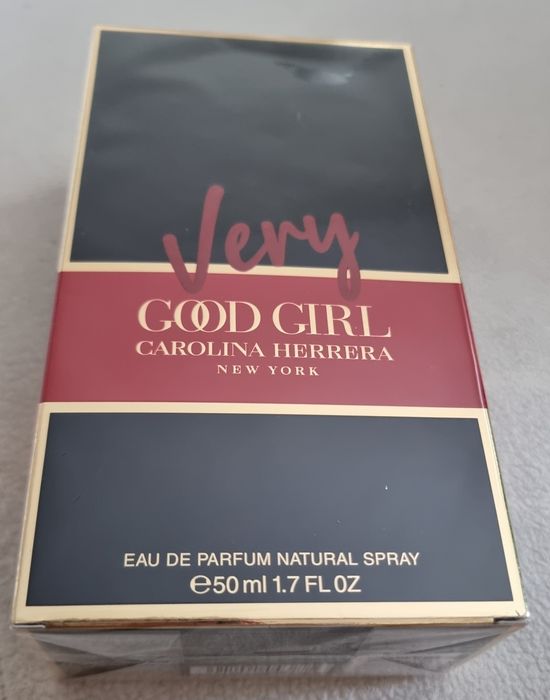 Very
GOOD GIRL
CAROLINA HERRERA
NEW YORK
EAU DE PARFUM NATURAL SPRAY
℮50 ml 1.7 FL OZ